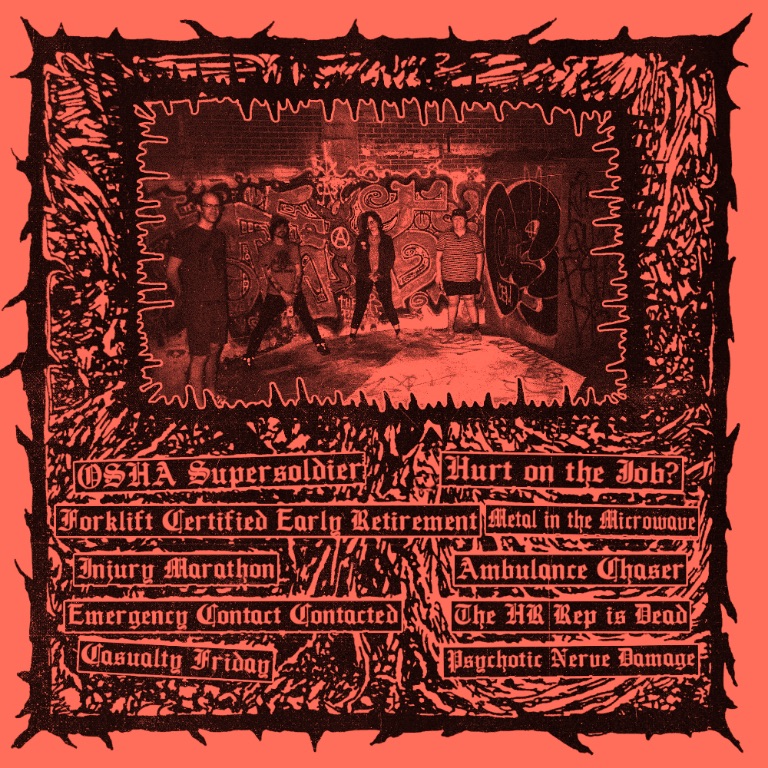 OSHA Supersoldier
Hurt on the Job?
Forklift Certified Early Retirement
Metal in the Microwave
Injury Marathon
Ambulance Chaser
Emergency Contact Contacted
The HR Rep is Dead
Casualty Friday
Psychotic Nerve Damage